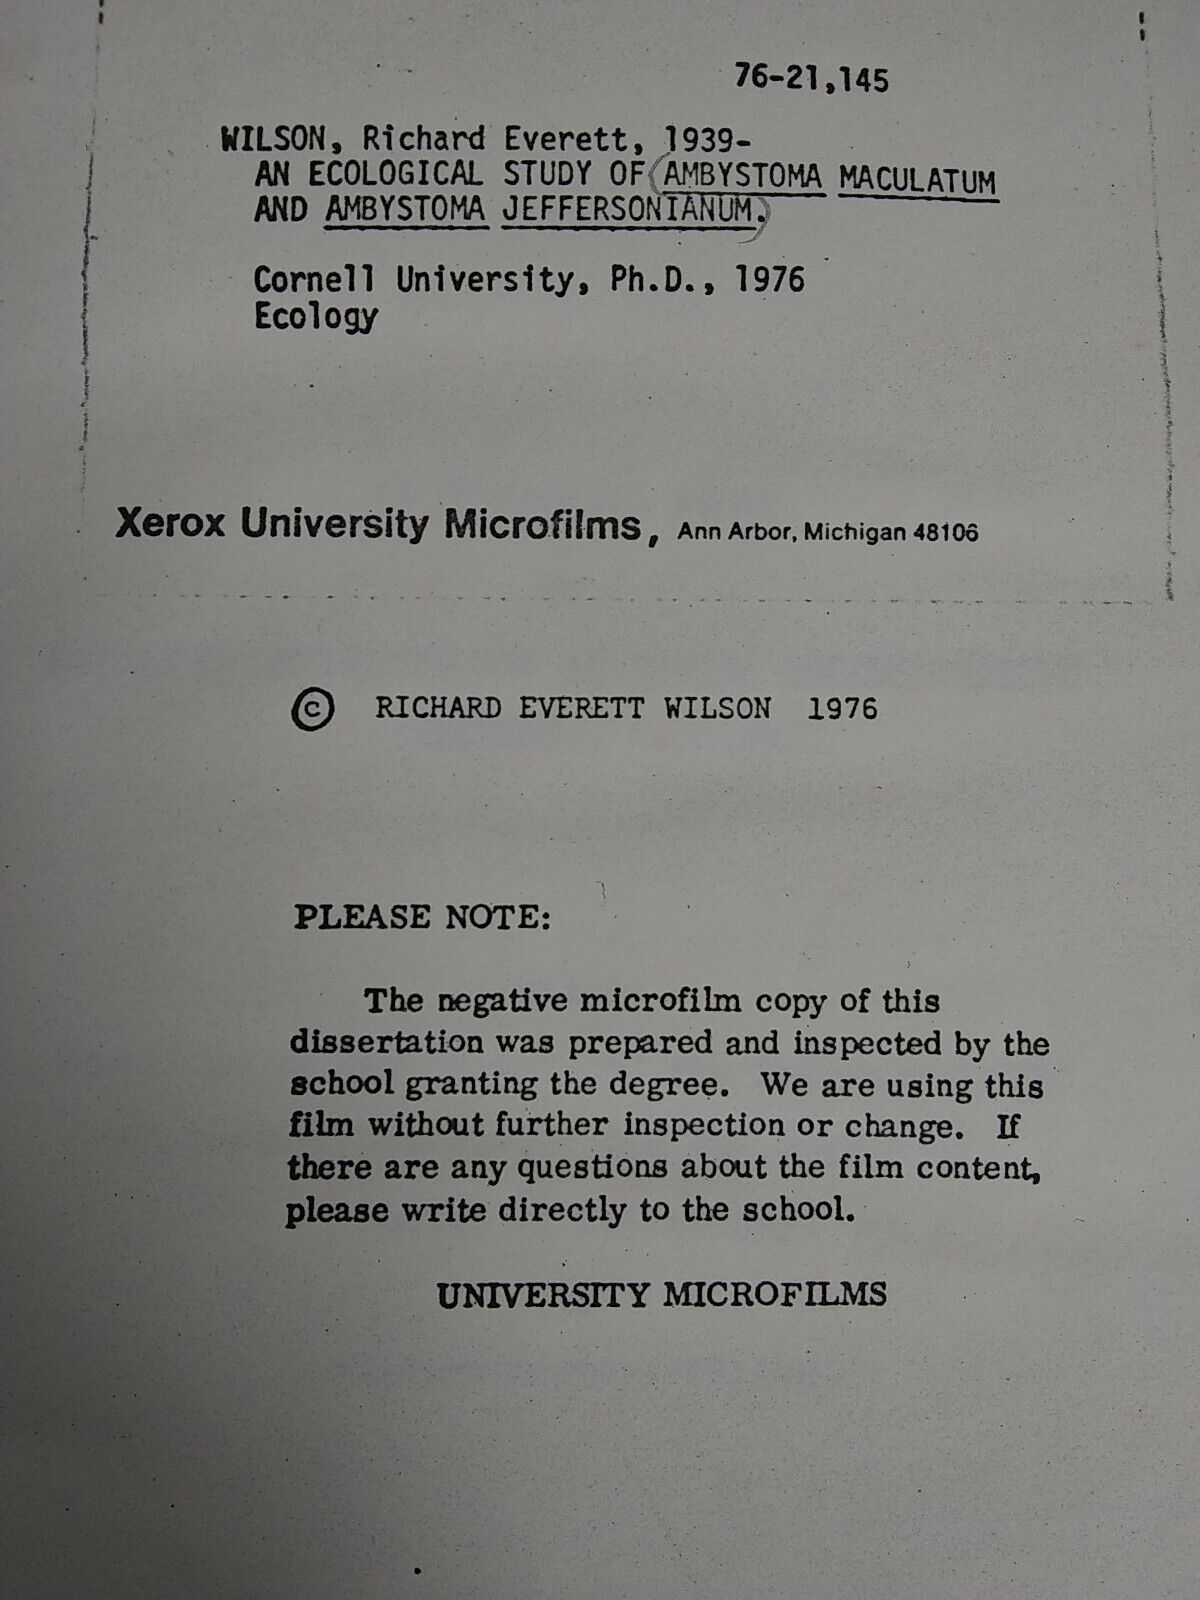 76-21,145
WILSON, Richard Everett, 1939-
AN ECOLOGICAL STUDY OF (AMBYSTOMA MACULATUM
AND AMBYSTOMA JEFFERSONIANUM.)
Cornell University, Ph.D., 1976
Ecology
Xerox University Microfilms, Ann Arbor, Michigan 48106
© RICHARD EVERETT WILSON 1976
PLEASE NOTE:
The negative microfilm copy of this
dissertation was prepared and inspected by the
school granting the degree. We are using this
film without further inspection or change. If
there are any questions about the film content,
please write directly to the school.
UNIVERSITY MICROFILMS